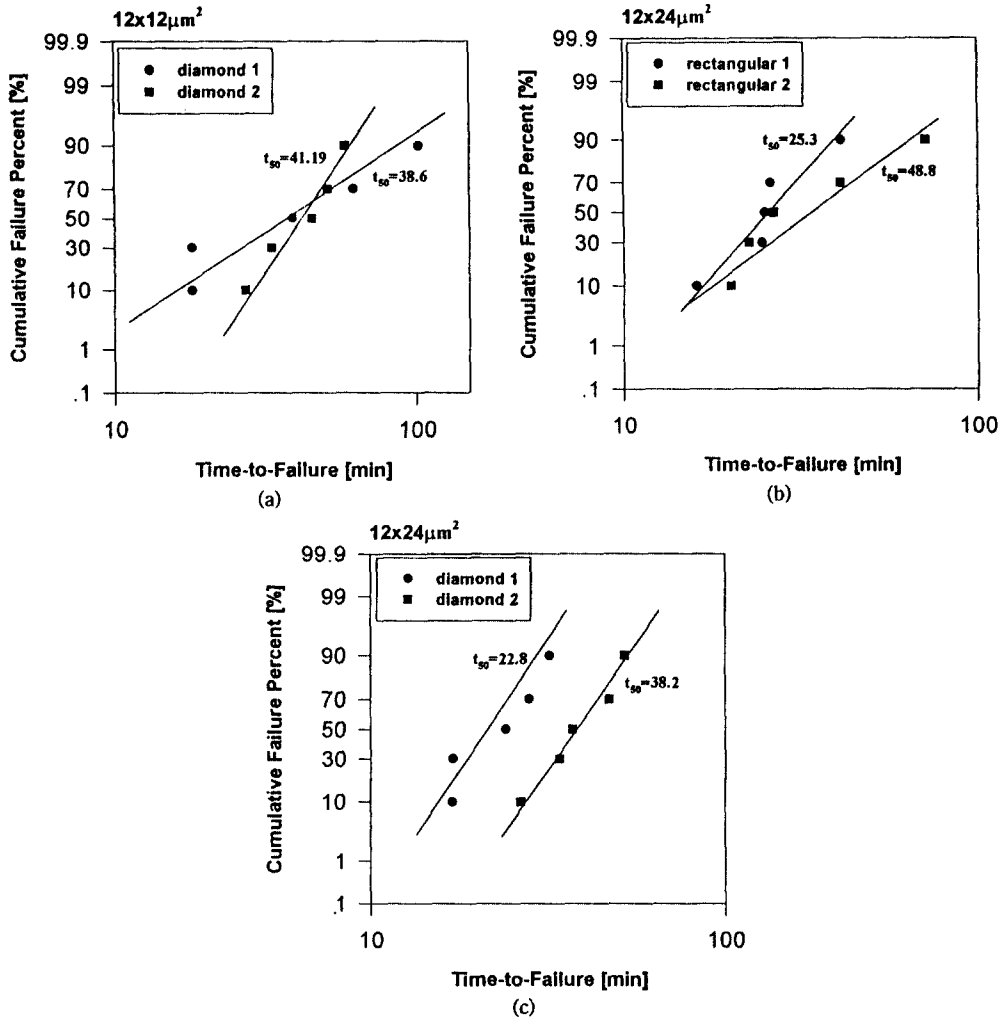 12x12μm²
99.9
99
90
70
50
30
10
1
.1
Cumulative Failure Percent [%]
diamond 1
diamond 2
t₅₀=41.19
t₅₀=38.6
10
100
Time-to-Failure [min]
(a)
12x24μm²
99.9
99
90
70
50
30
10
1
.1
Cumulative Failure Percent [%]
rectangular 1
rectangular 2
t₅₀=25.3
t₅₀=48.8
10
100
Time-to-Failure [min]
(b)
12x24μm²
99.9
99
90
70
50
30
10
1
.1
Cumulative Failure Percent [%]
diamond 1
diamond 2
t₅₀=22.8
t₅₀=38.2
10
100
Time-to-Failure [min]
(c)